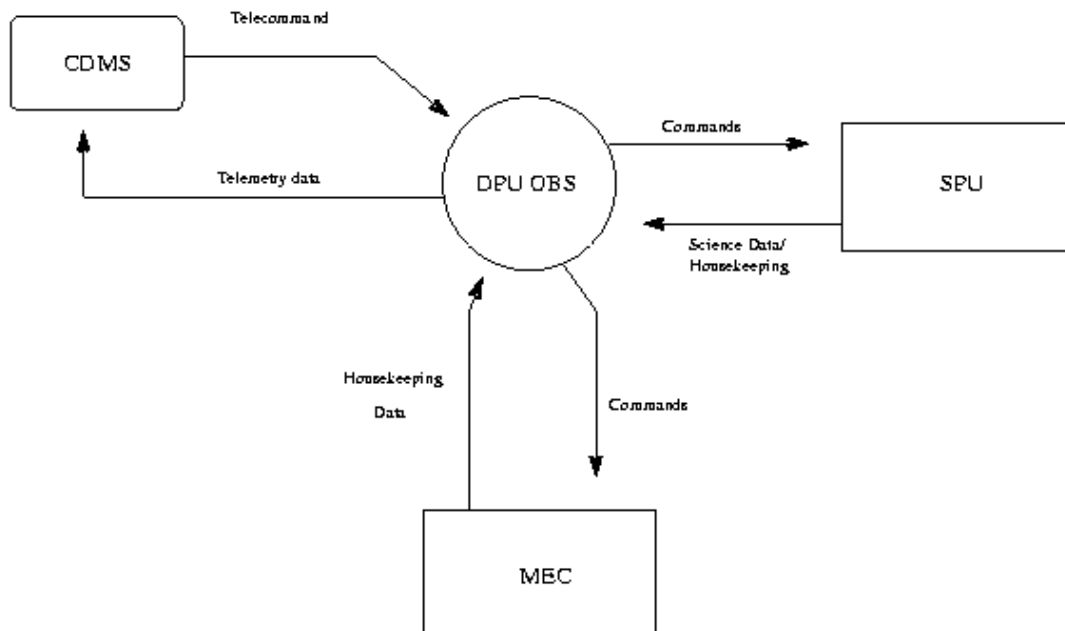 Telecommand
CDMS
Commands
DPU OBS
SPU
Telemetry data
Science Data/
Housekeeping
Housekeeping
Data
Commands
MEC